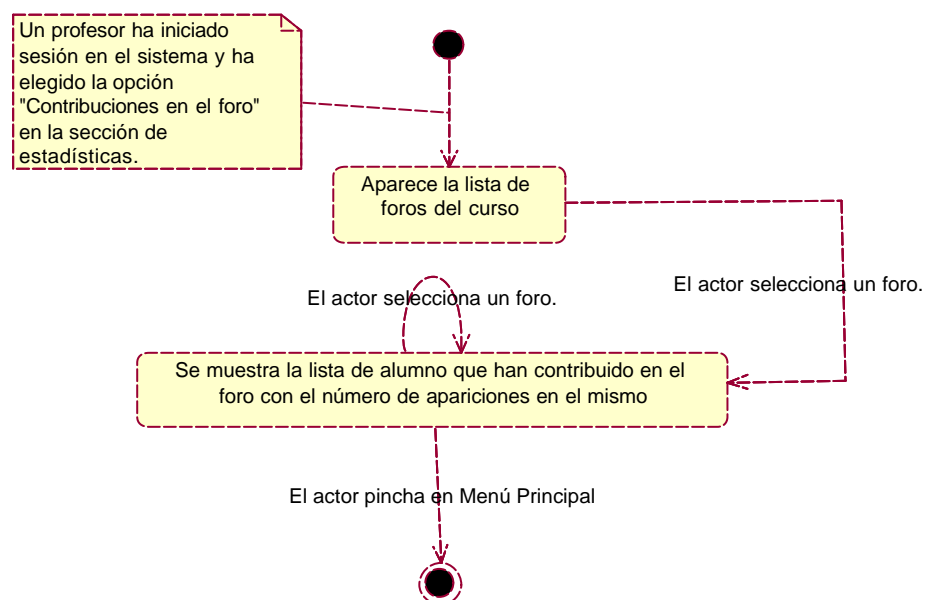 Un profesor ha iniciado
sesión en el sistema y ha
elegido la opción
"Contribuciones en el foro"
en la sección de
estadísticas.
Aparece la lista de
foros del curso
El actor selecciona un foro.
El actor selecciona un foro.
Se muestra la lista de alumno que han contribuido en el
foro con el número de apariciones en el mismo
El actor pincha en Menú Principal